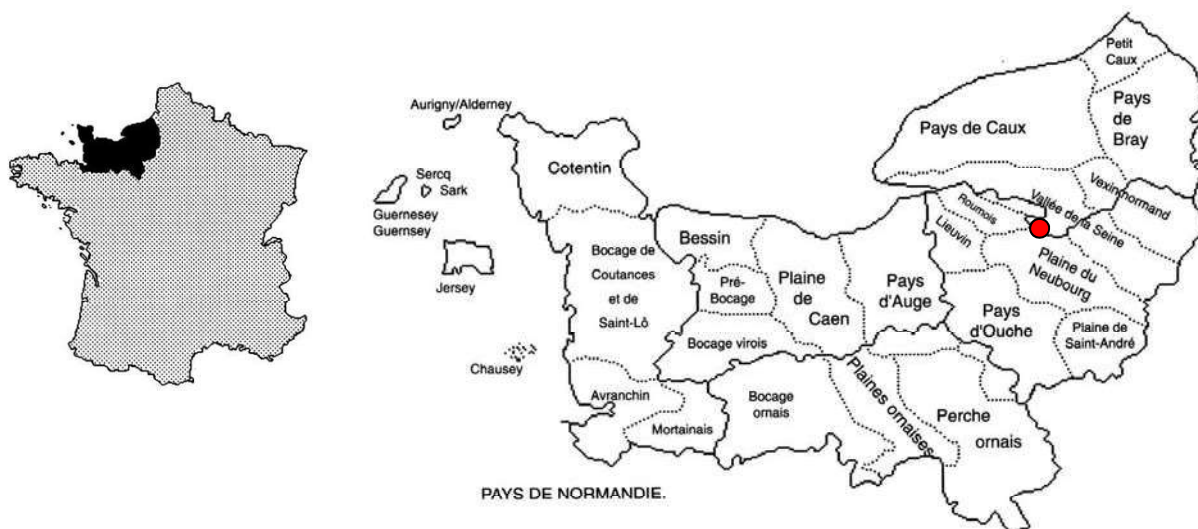 Petit
Caux
Aurigny/Alderney
Pays
de
Bray
Pays de Caux
Cotentin
Sercq
Sark
Guernesey
Guernsey
Vexin normand
Vallée de la Seine
Roumois
Lieuvin
Bessin
Bocage de
Coutances
et de
Saint-Lô
Jersey
Pré-
Bocage
Plaine
de
Caen
Pays
d'Auge
Plaine du
Neubourg
Pays
d'Ouche
Plaine de
Saint-André
Bocage virois
Chausey
Avranchin
Mortainais
Bocage
ornais
Plaines ornaises
Perche
ornais
PAYS DE NORMANDIE.